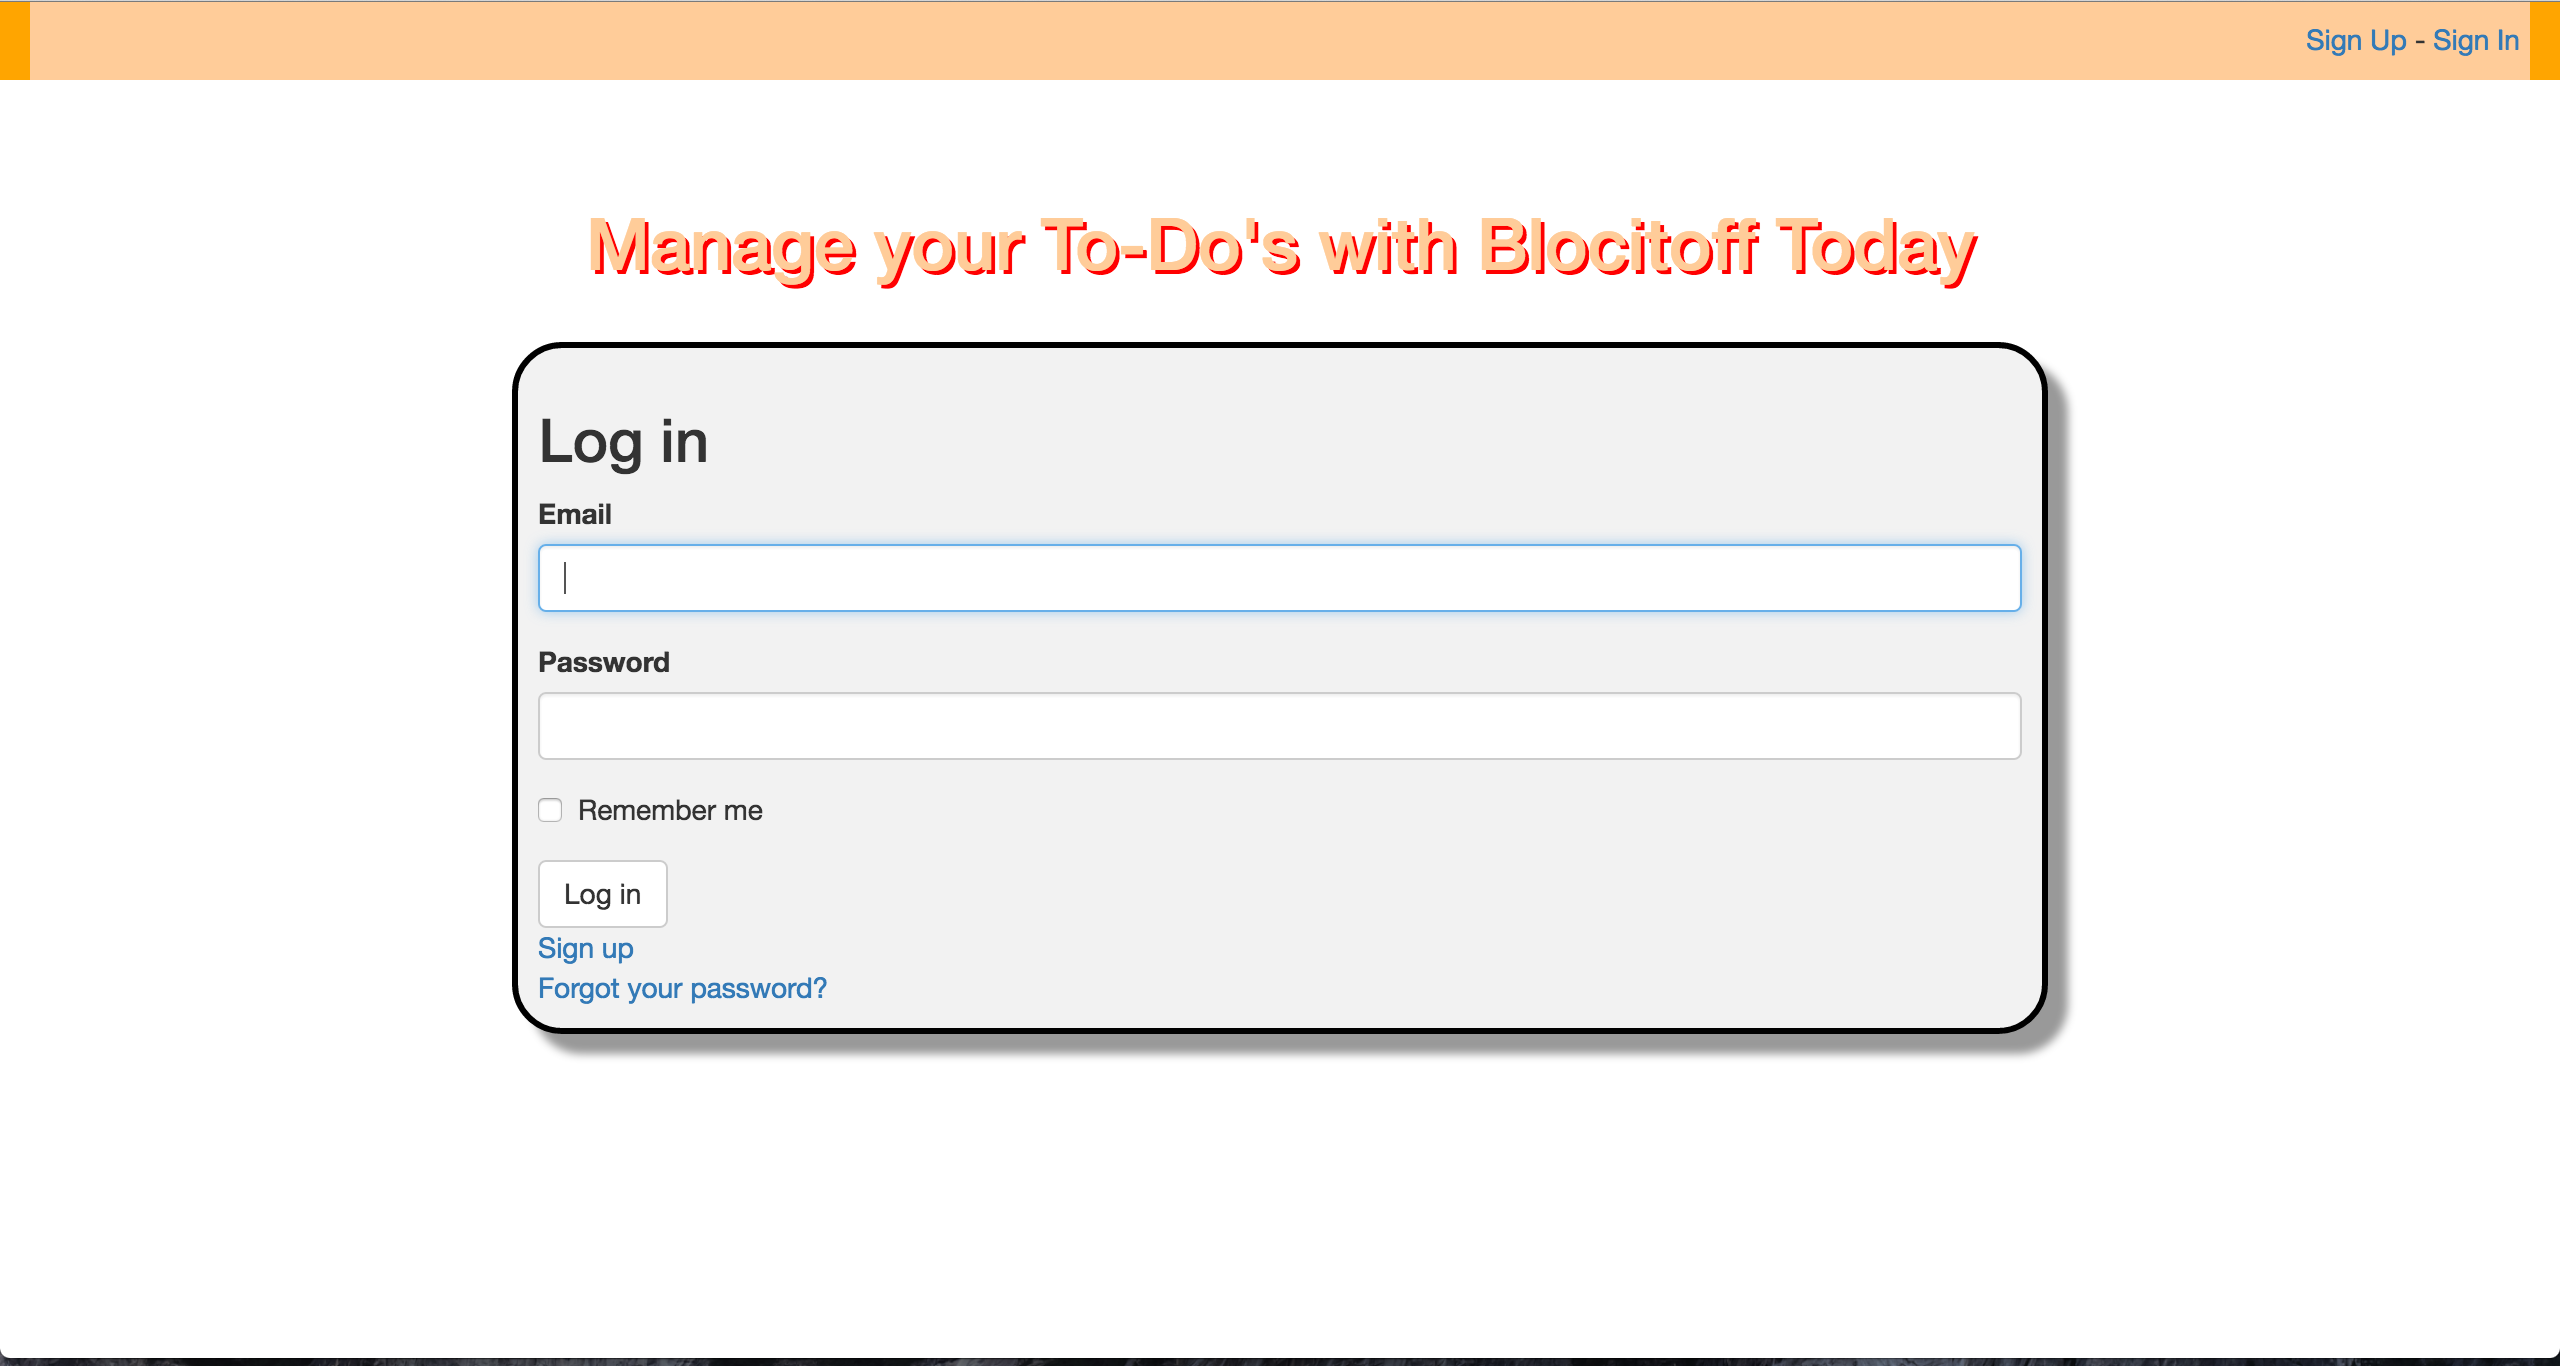 Sign Up - Sign In
Manage your To-Do's with Blocitoff Today
Log in
Email
Password
Remember me
Log in
Sign up
Forgot your password?